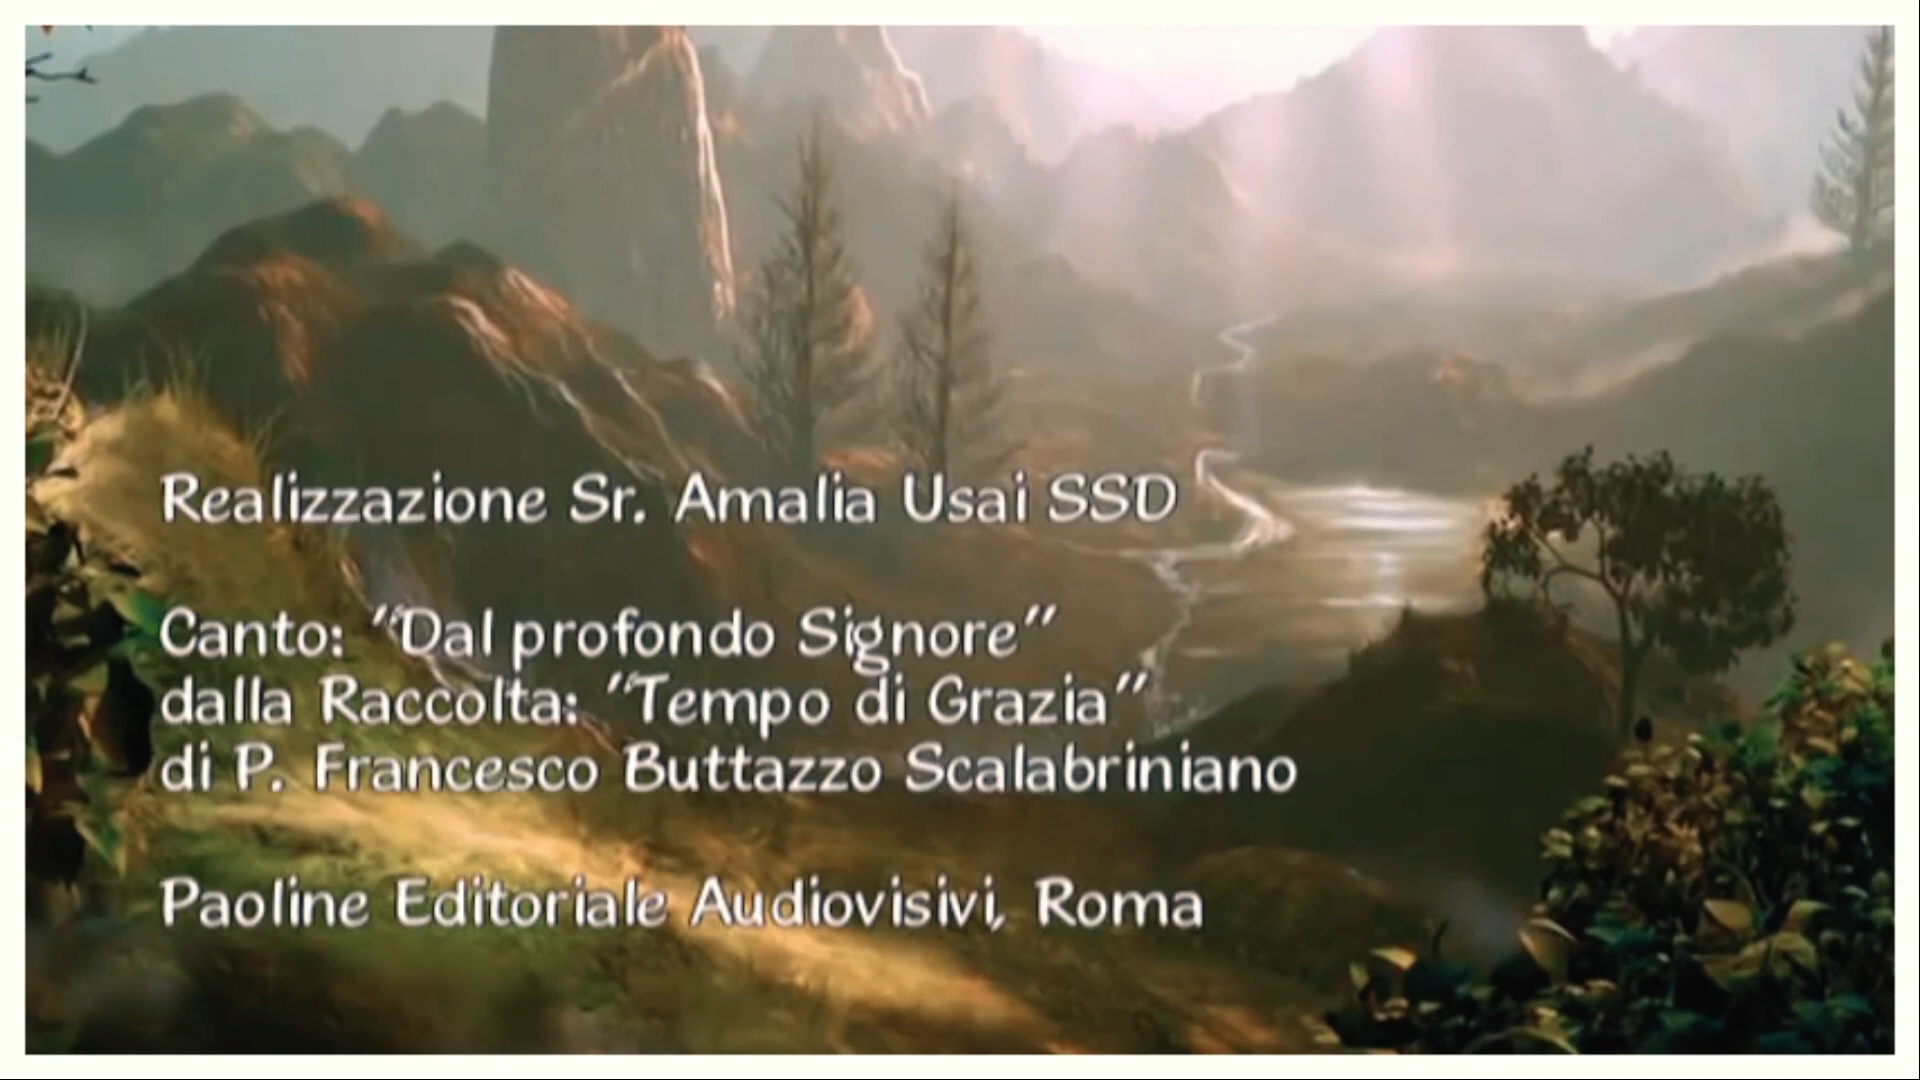 Realizzazione Sr. Amalia Usai SSD
Canto: "Dal profondo Signore"
dalla Raccolta: "Tempo di Grazia"
di P. Francesco Buttazzo Scalabriniano
Paoline Editoriale Audiovisivi, Roma